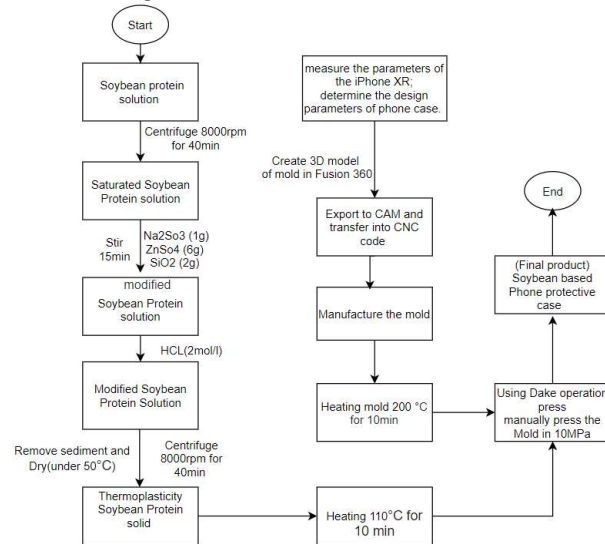 Start
Soybean protein
solution
Centrifuge 8000rpm
for 40min
Saturated Soybean
Protein solution
Stir
15min
Na2So3 (1g)
ZnSo4 (6g)
SiO2 (2g)
modified
Soybean Protein
solution
HCL(2mol/l)
Modified Soybean
Protein Solution
Remove sediment and
Dry(under 50°C)
Centrifuge
8000rpm for
40min
Thermoplasticity
Soybean Protein
solid
Heating 110°C for
10 min
measure the parameters of
the iPhone XR;
determine the design
parameters of phone case.
Create 3D model
of mold in Fusion 360
Export to CAM and
transfer into CNC
code
Manufacture the mold
Heating mold 200 °C
for 10min
Using Dake operation
press
manually press the
Mold in 10MPa
(Final product)
Soybean based
Phone protective
case
End